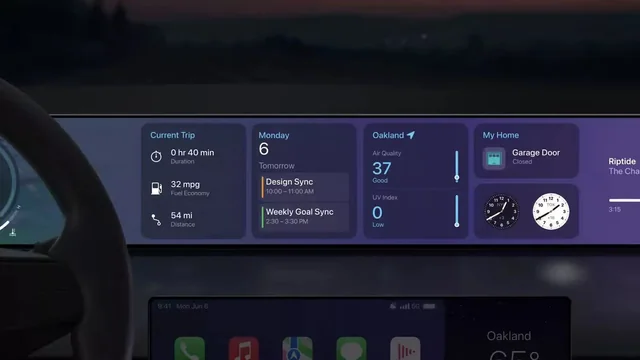 Current Trip
0 hr 40 min
Duration
32 mpg
Fuel Economy
54 mi
Distance
Monday
6
Tomorrow
Design Sync
10:00 – 11:00 AM
Weekly Goal Sync
2:30 – 3:30 PM
Oakland
Air Quality
37
Good
UV Index
0
Low
My Home
Garage Door
Closed
Riptide
The Cha
3:15
9:41 Mon Jun 6
5G
Oakland
65°